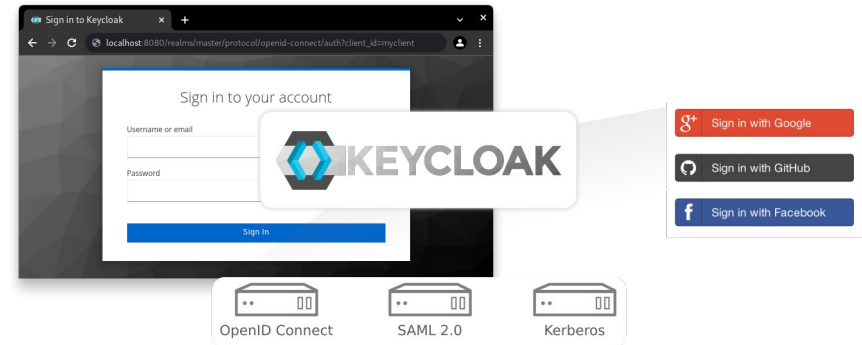 Sign in to Keycloak
localhost:8080/realms/master/protocol/openid-connect/auth?client_id=myclient
Sign in to your account
Username or email
Password
Sign In
KEYCLOAK
g+ Sign in with Google
Sign in with GitHub
f Sign in with Facebook
OpenID Connect
SAML 2.0
Kerberos